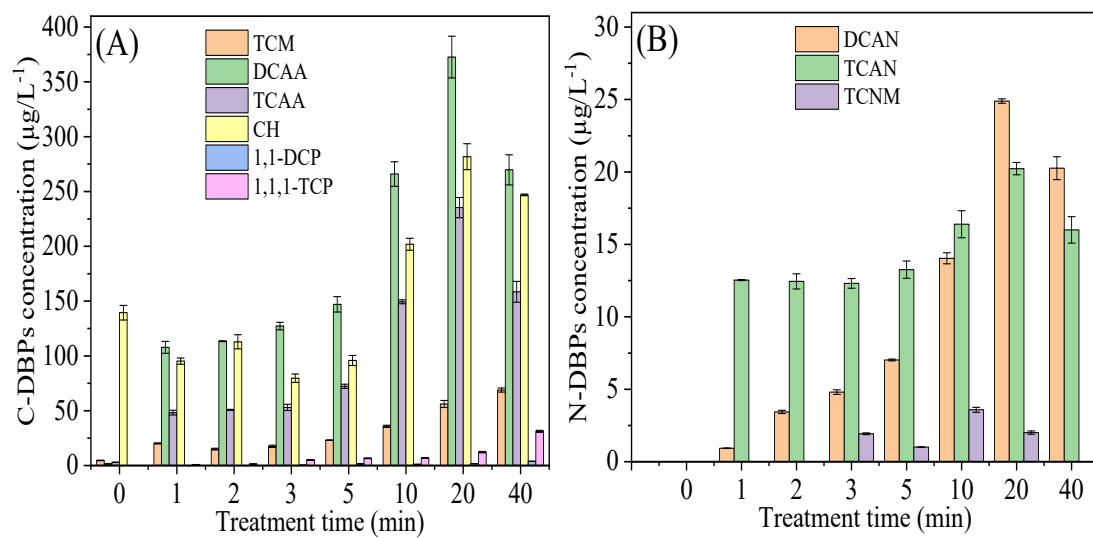 (A)
TCM
DCAA
TCAA
CH
1,1-DCP
1,1,1-TCP
C-DBPs concentration (μg/L⁻¹)
400
350
300
250
200
150
100
50
0
0 1 2 3 5 10 20 40
Treatment time (min)
(B)
DCAN
TCAN
TCNM
N-DBPs concentration (μg/L⁻¹)
30
25
20
15
10
5
0
0 1 2 3 5 10 20 40
Treatment time (min)